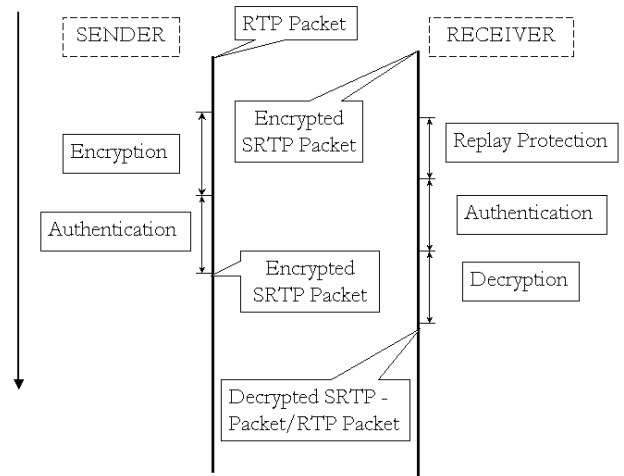 SENDER
RTP Packet
RECEIVER
Encrypted
SRTP Packet
Encryption
Replay Protection
Authentication
Authentication
Encrypted
SRTP Packet
Decryption
Decrypted SRTP -
Packet/RTP Packet